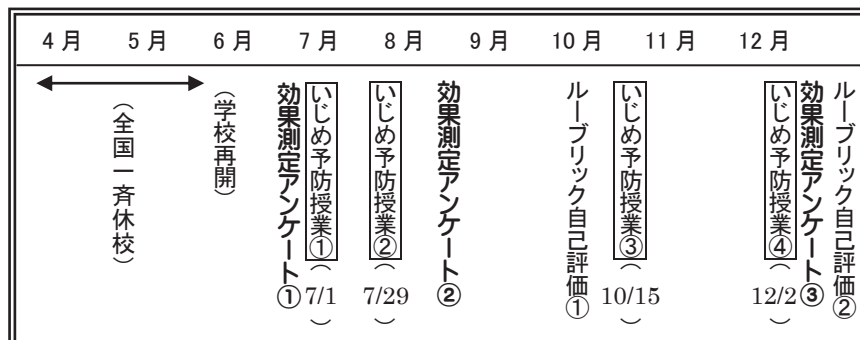 4月 5月 6月 7月 8月 9月 10月 11月 12月
（全国一斉休校）
（学校再開）
効果測定アンケート①
いじめ予防授業①（7/1）
いじめ予防授業②（7/29）
効果測定アンケート②
ルーブリック自己評価①
いじめ予防授業③（10/15）
いじめ予防授業④（12/2）
効果測定アンケート③
ルーブリック自己評価②